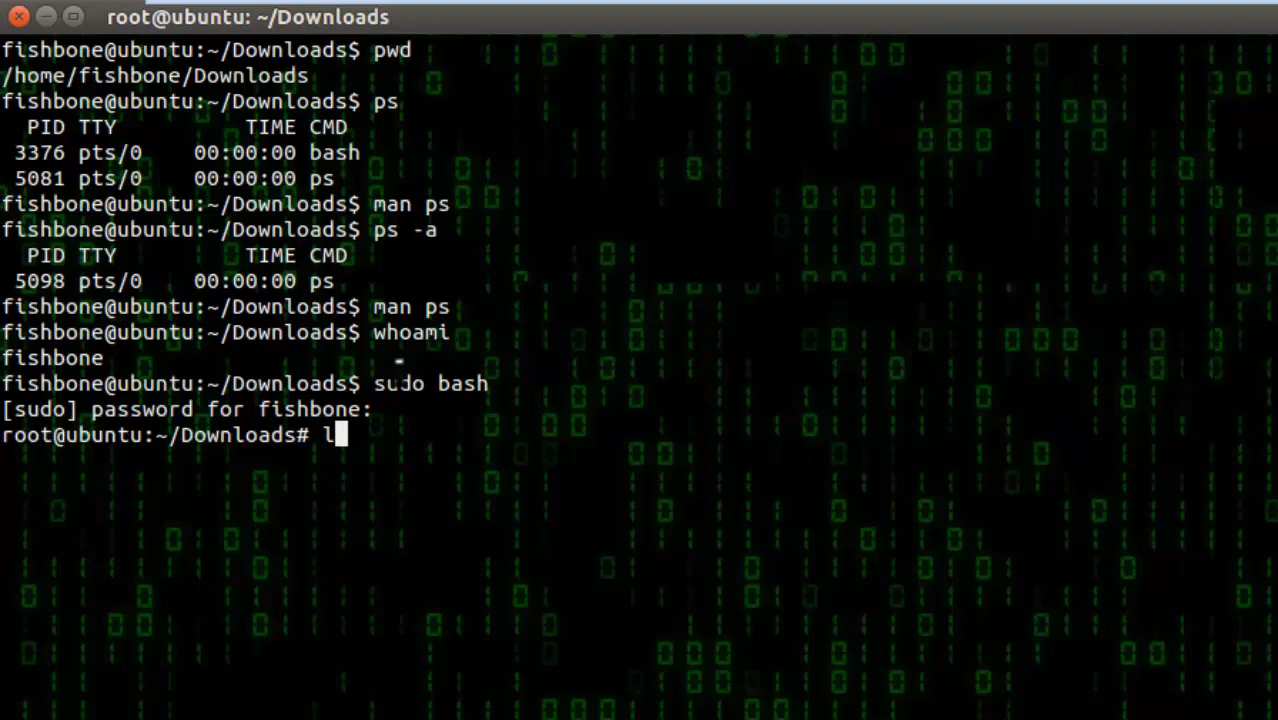 root@ubuntu: ~/Downloads
fishbone@ubuntu:~/Downloads$ pwd
/home/fishbone/Downloads
fishbone@ubuntu:~/Downloads$ ps
  PID TTY          TIME CMD
 3376 pts/0    00:00:00 bash
 5081 pts/0    00:00:00 ps
fishbone@ubuntu:~/Downloads$ man ps
fishbone@ubuntu:~/Downloads$ ps -a
  PID TTY          TIME CMD
 5098 pts/0    00:00:00 ps
fishbone@ubuntu:~/Downloads$ man ps
fishbone@ubuntu:~/Downloads$ whoami
fishbone
fishbone@ubuntu:~/Downloads$ sudo bash
[sudo] password for fishbone:
root@ubuntu:~/Downloads# l